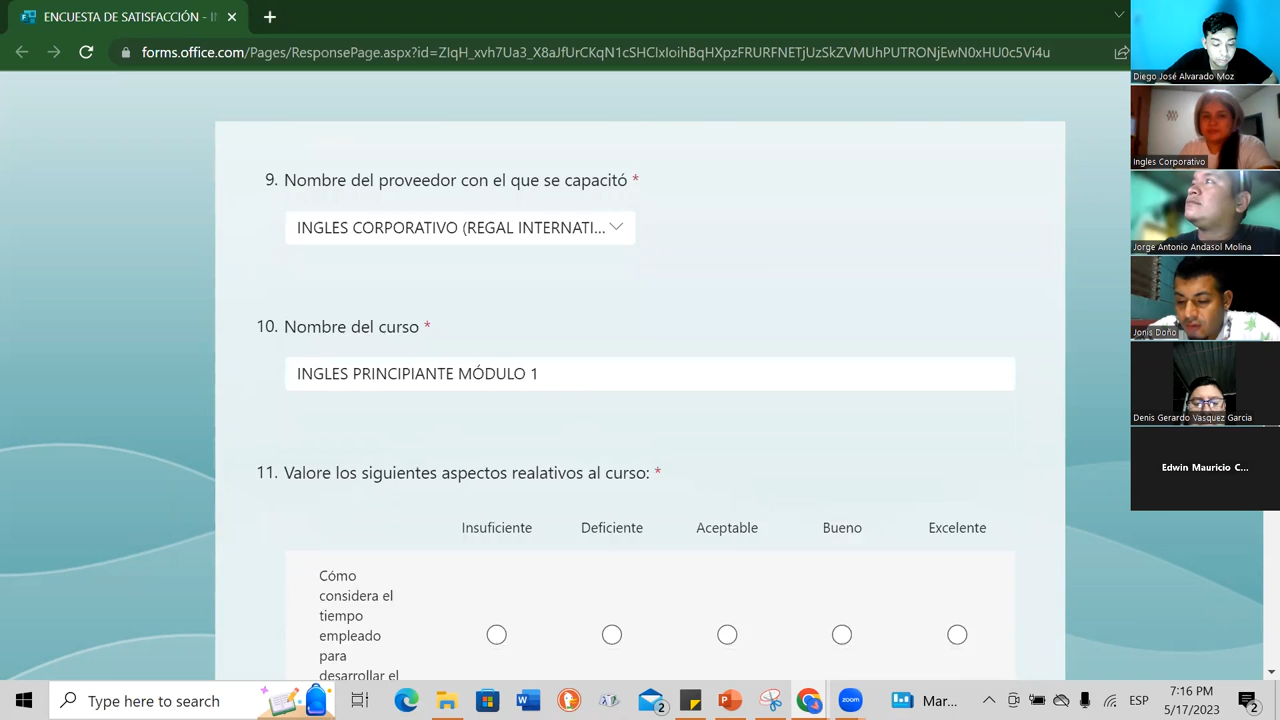 ENCUESTA DE SATISFACCIÓN - I
forms.office.com/Pages/ResponsePage.aspx?id=ZIqH_xvh7UGJ_X8aJfUrCKqN1cSHCIxIoihBqHXpzFRURFNETjUzSkZVMUhPUTRONjEwN0xHU0c5Vi4u
Diego José Alvarado Moz
Ingles Corporativo
Jorge Antonio Andasol Molina
Jonis Doño
Denis Gerardo Vasquez Garcia
Edwin Mauricio C...
9. Nombre del proveedor con el que se capacitó *
INGLES CORPORATIVO (REGAL INTERNATI...
10. Nombre del curso *
INGLES PRINCIPIANTE MÓDULO 1
11. Valore los siguientes aspectos realativos al curso: *
Insuficiente Deficiente Aceptable Bueno Excelente
Cómo
considera el
tiempo
empleado
para
desarrollar el
Type here to search
2
zoom
Mar...
ESP
7:16 PM
5/17/2023
2